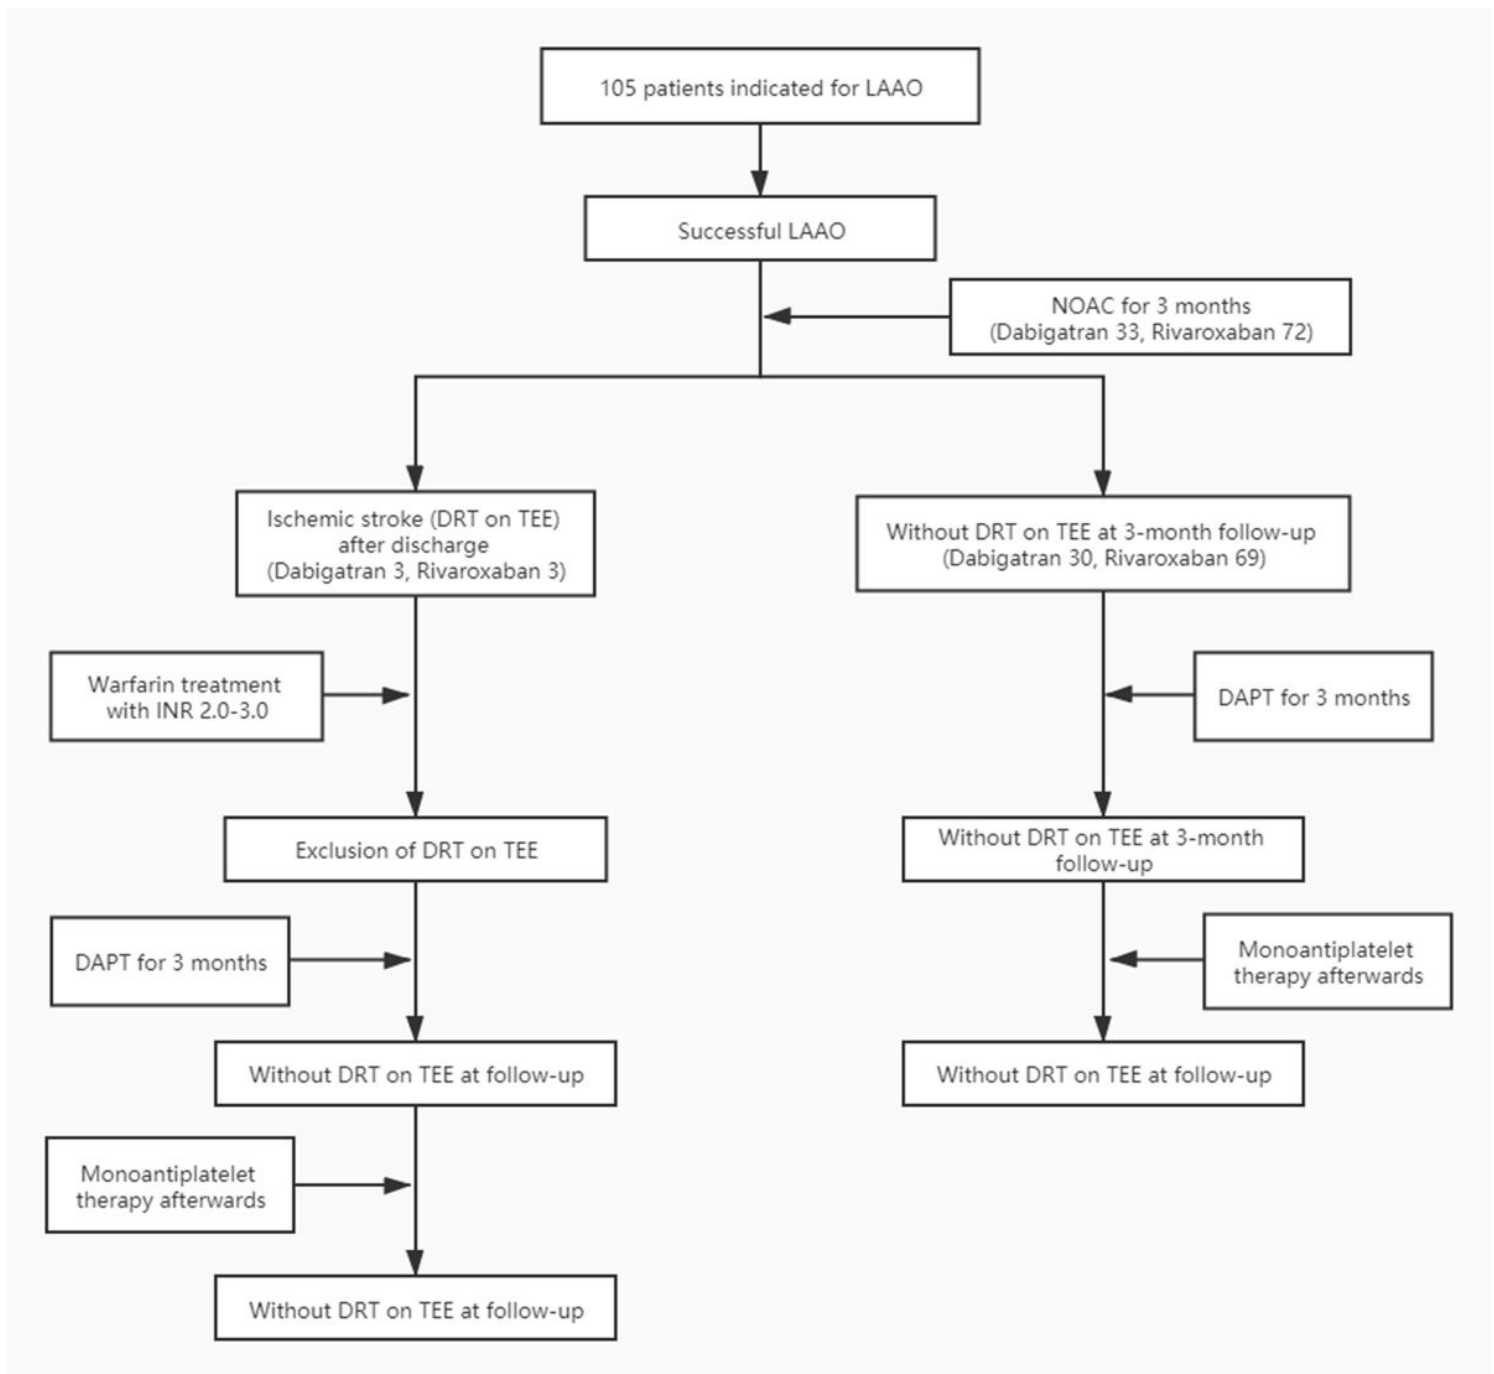 105 patients indicated for LAAO
Successful LAAO
NOAC for 3 months
(Dabigatran 33, Rivaroxaban 72)
Ischemic stroke (DRT on TEE)
after discharge
(Dabigatran 3, Rivaroxaban 3)
Without DRT on TEE at 3-month follow-up
(Dabigatran 30, Rivaroxaban 69)
Warfarin treatment
with INR 2.0-3.0
DAPT for 3 months
Exclusion of DRT on TEE
Without DRT on TEE at 3-month
follow-up
DAPT for 3 months
Monoantiplatelet
therapy afterwards
Without DRT on TEE at follow-up
Without DRT on TEE at follow-up
Monoantiplatelet
therapy afterwards
Without DRT on TEE at follow-up